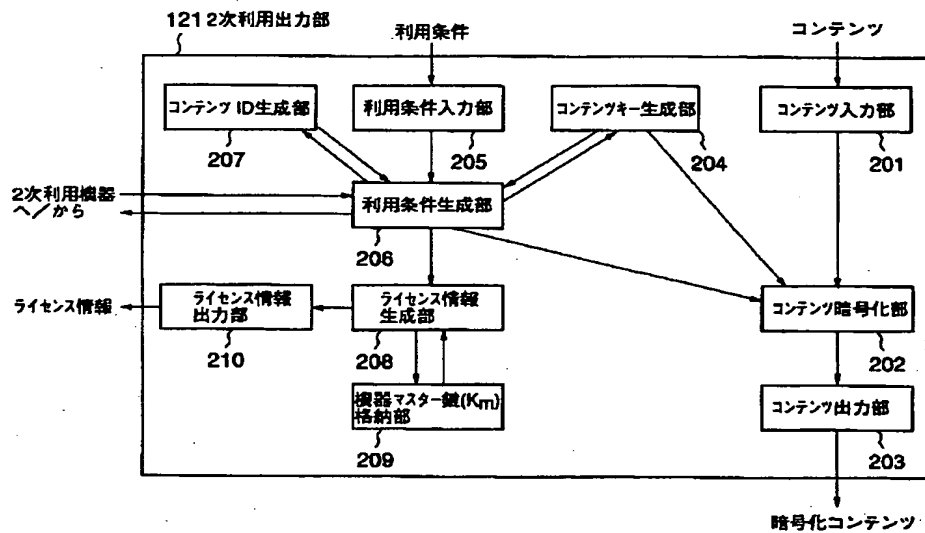 121 2次利用出力部
利用条件
コンテンツ
コンテンツ ID生成部
207
利用条件入力部
205
コンテンツキー生成部
204
コンテンツ入力部
201
2次利用機器
へ/から
利用条件生成部
206
ライセンス情報
ライセンス情報
出力部
210
ライセンス情報
生成部
208
コンテンツ暗号化部
202
機器マスター鍵(Km)
格納部
209
コンテンツ出力部
203
暗号化コンテンツ